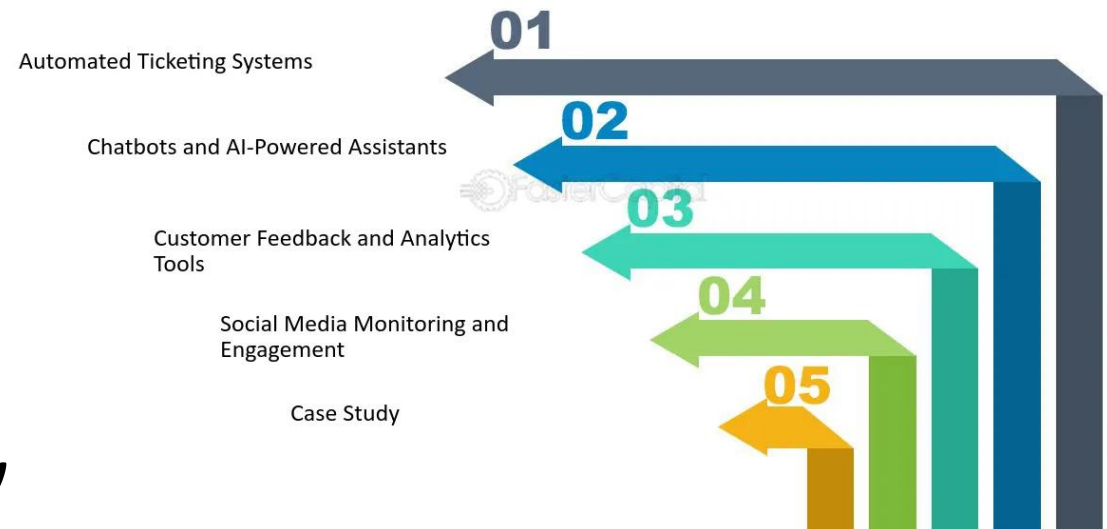 01
Automated Ticketing Systems
02
Chatbots and AI-Powered Assistants
FasterCapital
03
Customer Feedback and Analytics
Tools
04
Social Media Monitoring and
Engagement
05
Case Study